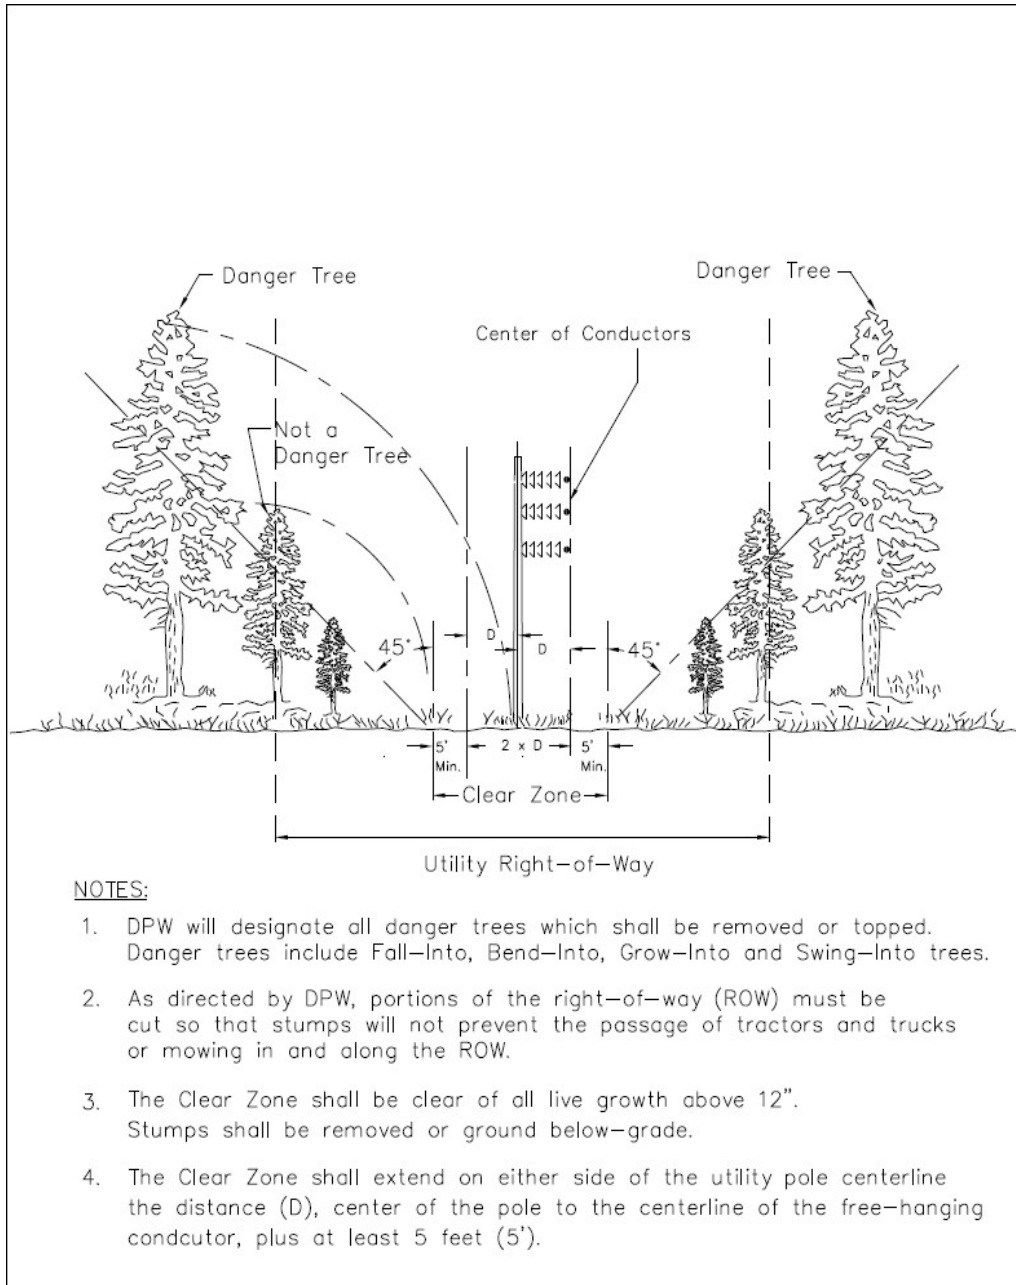 Danger Tree
Danger Tree
Center of Conductors
Not a
Danger Tree
D
D
45°
45°
5'
Min.
2 x D
5'
Min.
Clear Zone
Utility Right-of-Way
NOTES:
1. DPW will designate all danger trees which shall be removed or topped.
Danger trees include Fall-Into, Bend-Into, Grow-Into and Swing-Into trees.
2. As directed by DPW, portions of the right-of-way (ROW) must be
cut so that stumps will not prevent the passage of tractors and trucks
or mowing in and along the ROW.
3. The Clear Zone shall be clear of all live growth above 12".
Stumps shall be removed or ground below-grade.
4. The Clear Zone shall extend on either side of the utility pole centerline
the distance (D), center of the pole to the centerline of the free-hanging
condcutor, plus at least 5 feet (5').